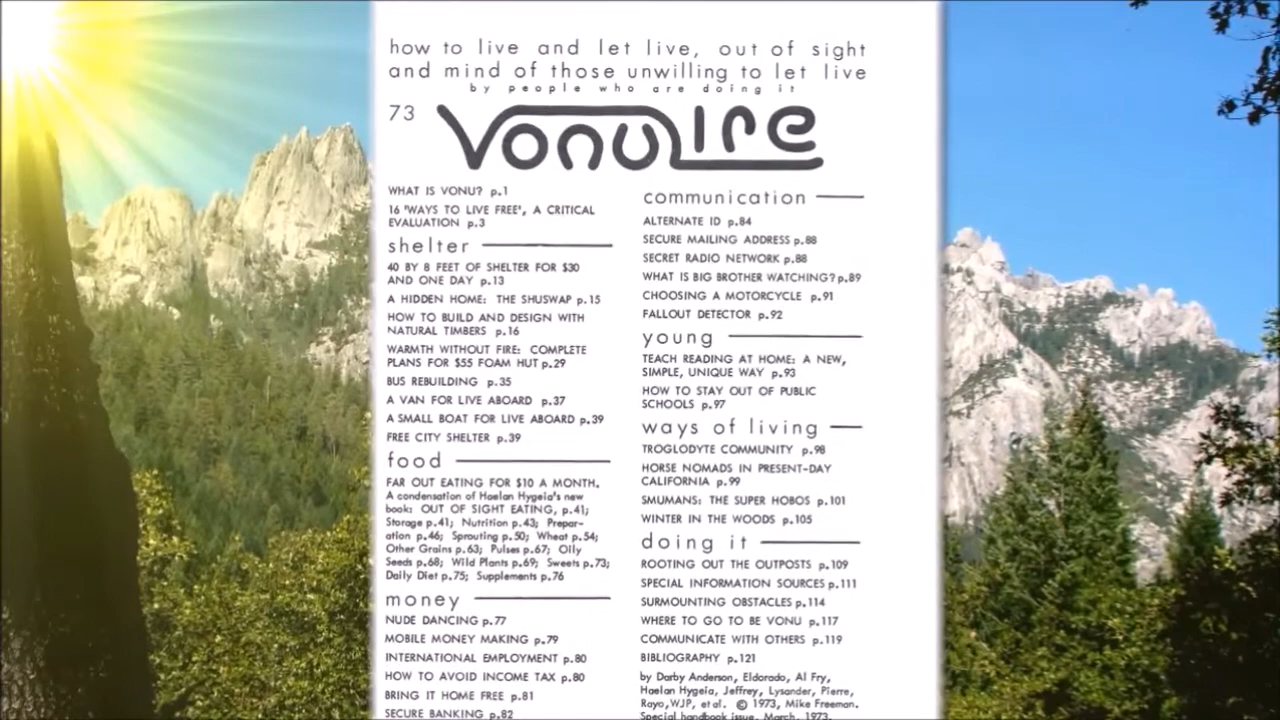 how to live and let live, out of sight
and mind of those unwilling to let live
by people who are doing it
73
VONULIFE
WHAT IS VONU? p.1
16 "WAYS TO LIVE FREE", A CRITICAL
EVALUATION p.3
shelter
40 BY 8 FEET OF SHELTER FOR $30
AND ONE DAY p.13
A HIDDEN HOME: THE SHUSWAP p.15
HOW TO BUILD AND DESIGN WITH
NATURAL TIMBERS p.16
WARMTH WITHOUT FIRE: COMPLETE
PLANS FOR $55 FOAM HUT p.29
BUS REBUILDING p.35
A VAN FOR LIVE ABOARD p.37
A SMALL BOAT FOR LIVE ABOARD p.39
FREE CITY SHELTER p.39
food
FAR OUT EATING FOR $10 A MONTH.
A condensation of Haelan Hygeia's new
book: OUT OF SIGHT EATING, p.41;
Storage p.41; Nutrition p.43; Prepar-
ation p.46; Sprouting p.50; Wheat p.54;
Other Grains p.63; Pulses p.67; Oily
Seeds p.68; Wild Plants p.69; Sweets p.73;
Daily Diet p.75; Supplements p.76
money
NUDE DANCING p.77
MOBILE MONEY MAKING p.79
INTERNATIONAL EMPLOYMENT p.80
HOW TO AVOID INCOME TAX p.80
BRING IT HOME FREE p.81
SECURE BANKING p.82
communication
ALTERNATE ID p.84
SECURE MAILING ADDRESS p.88
SECRET RADIO NETWORK p.88
WHAT IS BIG BROTHER WATCHING? p.89
CHOOSING A MOTORCYCLE p.91
FALLOUT DETECTOR p.92
young
TEACH READING AT HOME: A NEW,
SIMPLE, UNIQUE WAY p.93
HOW TO STAY OUT OF PUBLIC
SCHOOLS p.97
ways of living
TROGLODYTE COMMUNITY p.98
HORSE NOMADS IN PRESENT-DAY
CALIFORNIA p.99
SMUMANS: THE SUPER HOBOS p.101
WINTER IN THE WOODS p.105
doing it
ROOTING OUT THE OUTPOSTS p.109
SPECIAL INFORMATION SOURCES p.111
SURMOUNTING OBSTACLES p.114
WHERE TO GO TO BE VONU p.117
COMMUNICATE WITH OTHERS p.119
BIBLIOGRAPHY p.121
by Darby Anderson, Eldorado, Al Fry,
Haelan Hygeia, Jeffrey, Lysander, Pierre,
Rayo, WJP, et al. © 1973, Mike Freeman.
Special handbook issue, March, 1973.